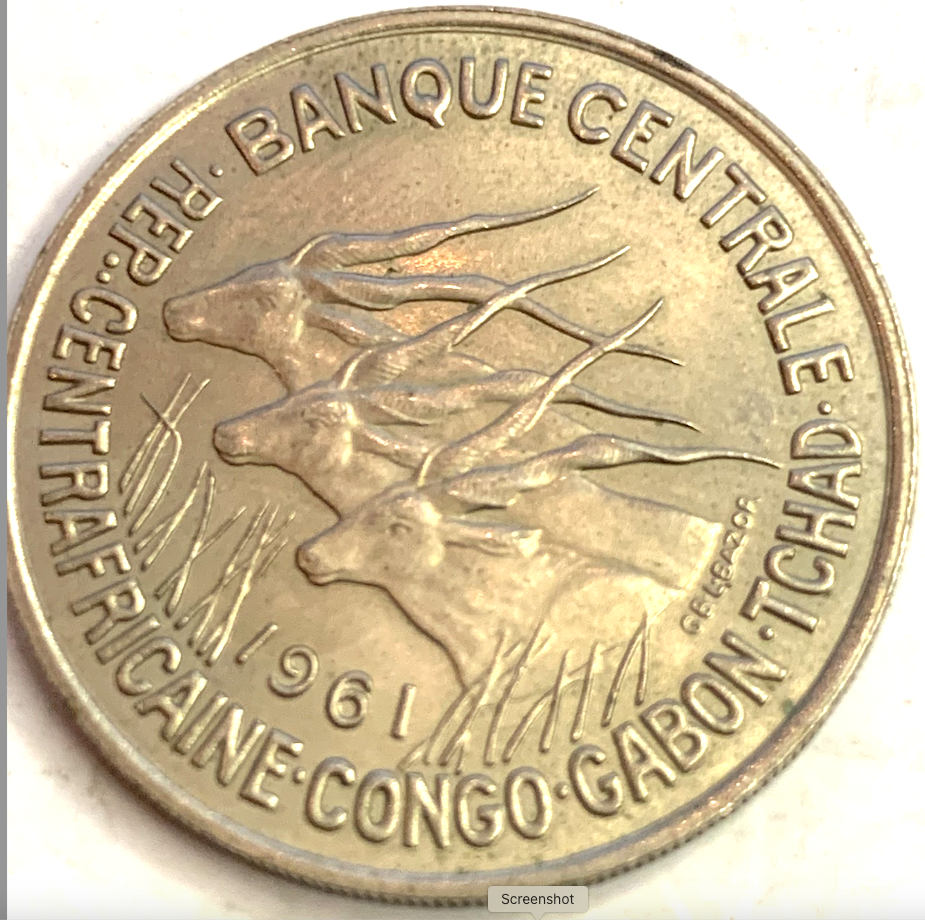 BANQUE CENTRALE
REP. CENTRAFRICAINE·CONGO·GABON·TCHAD
G.B.L.BAZOR
1961
Screenshot